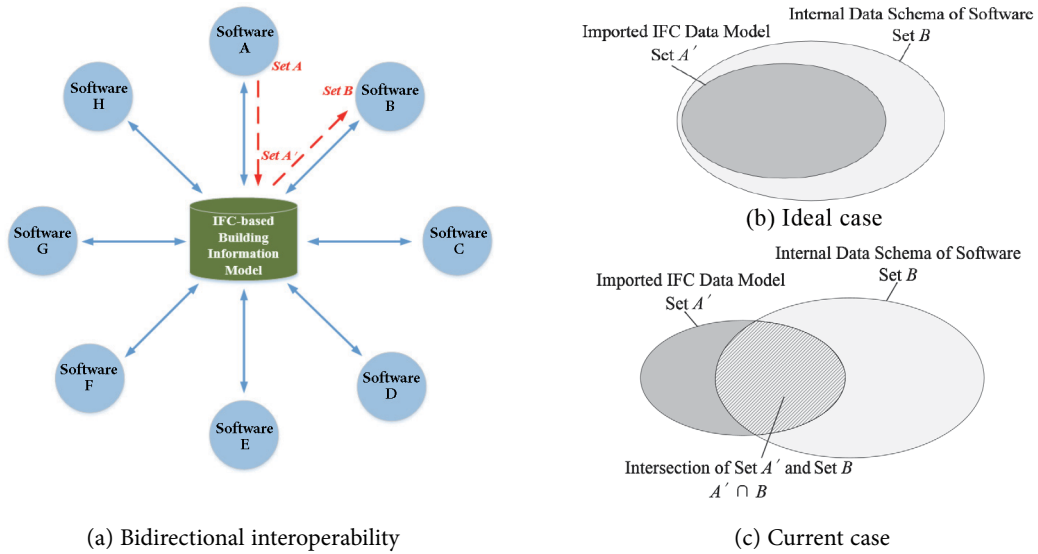 Software
A
Set A
Software
H
Set B
Software
B
Set A′
IFC-based
Building
Information
Model
Software
G
Software
C
Software
F
Software
D
Software
E
(a) Bidirectional interoperability
Internal Data Schema of Software
Set B
Imported IFC Data Model
Set A′
(b) Ideal case
Internal Data Schema of Software
Set B
Imported IFC Data Model
Set A′
Intersection of Set A′ and Set B
A′ ∩ B
(c) Current case